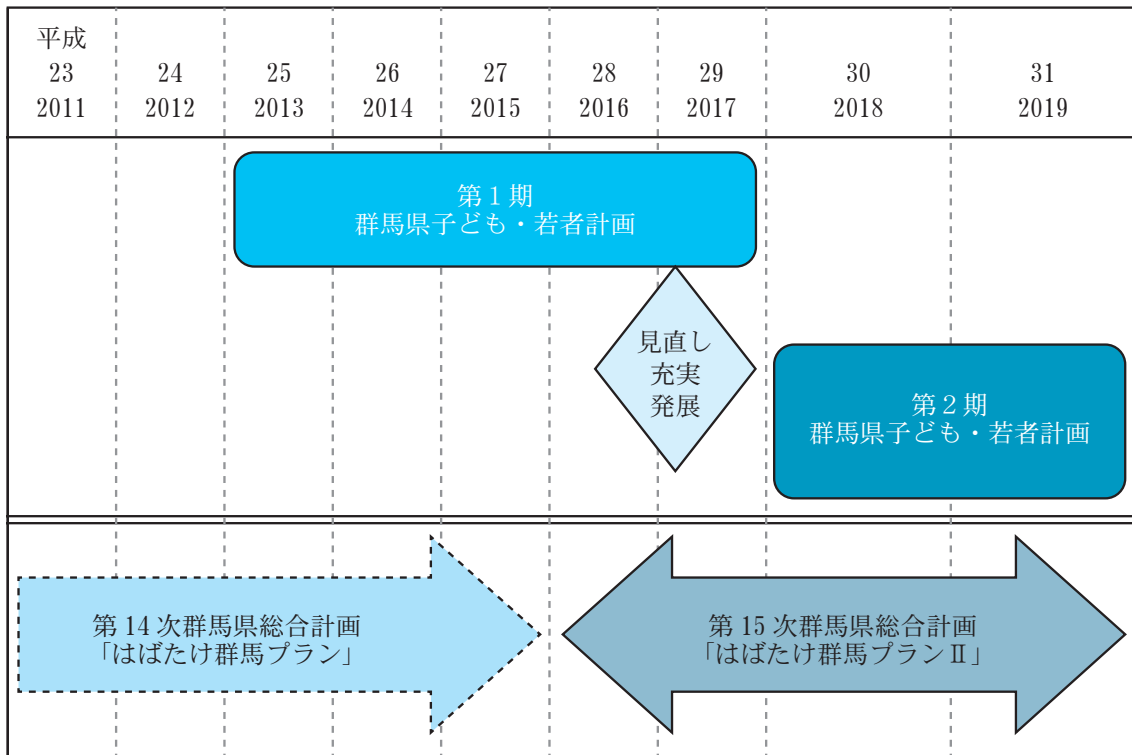 平成
23 24 25 26 27 28 29 30 31
2011 2012 2013 2014 2015 2016 2017 2018 2019
第1期
群馬県子ども・若者計画
見直し
充実
発展
第2期
群馬県子ども・若者計画
第14次群馬県総合計画
「はばたけ群馬プラン」
第15次群馬県総合計画
「はばたけ群馬プランⅡ」